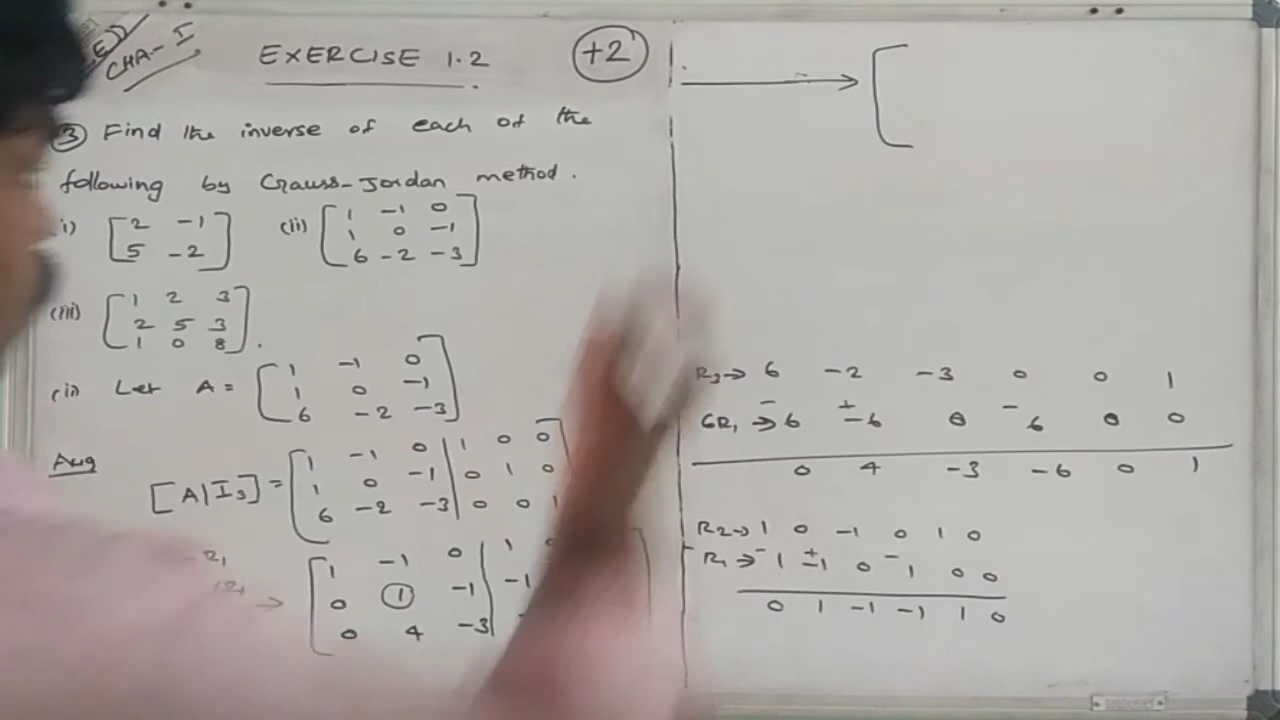 CHA-I
EXERCISE 1.2
+2
③ Find the inverse of each of the
following by Gauss-Jordan method.
i) [2 -1
5 -2]
(ii) [1 -1 0
1 0 -1
6 -2 -3]
(iii) [1 2 3
2 5 3
1 0 8].
(ii) Let A = [1 -1 0
1 0 -1
6 -2 -3]
Aug
[A|I₃] = [1 -1 0 | 1 0 0
1 0 -1 | 0 1 0
6 -2 -3 | 0 0 1
→ [1 -1 0 | 1
0 ① -1 | -1
0 4 -3 |
→ [
R₃→ 6 -2 -3 0 0 1
6R₁→ 6 -6 0 6 0 0
0 4 -3 -6 0 1
R₂→ 1 0 -1 0 1 0
R₁→ 1 -1 0 1 0 0
0 1 -1 -1 1 0